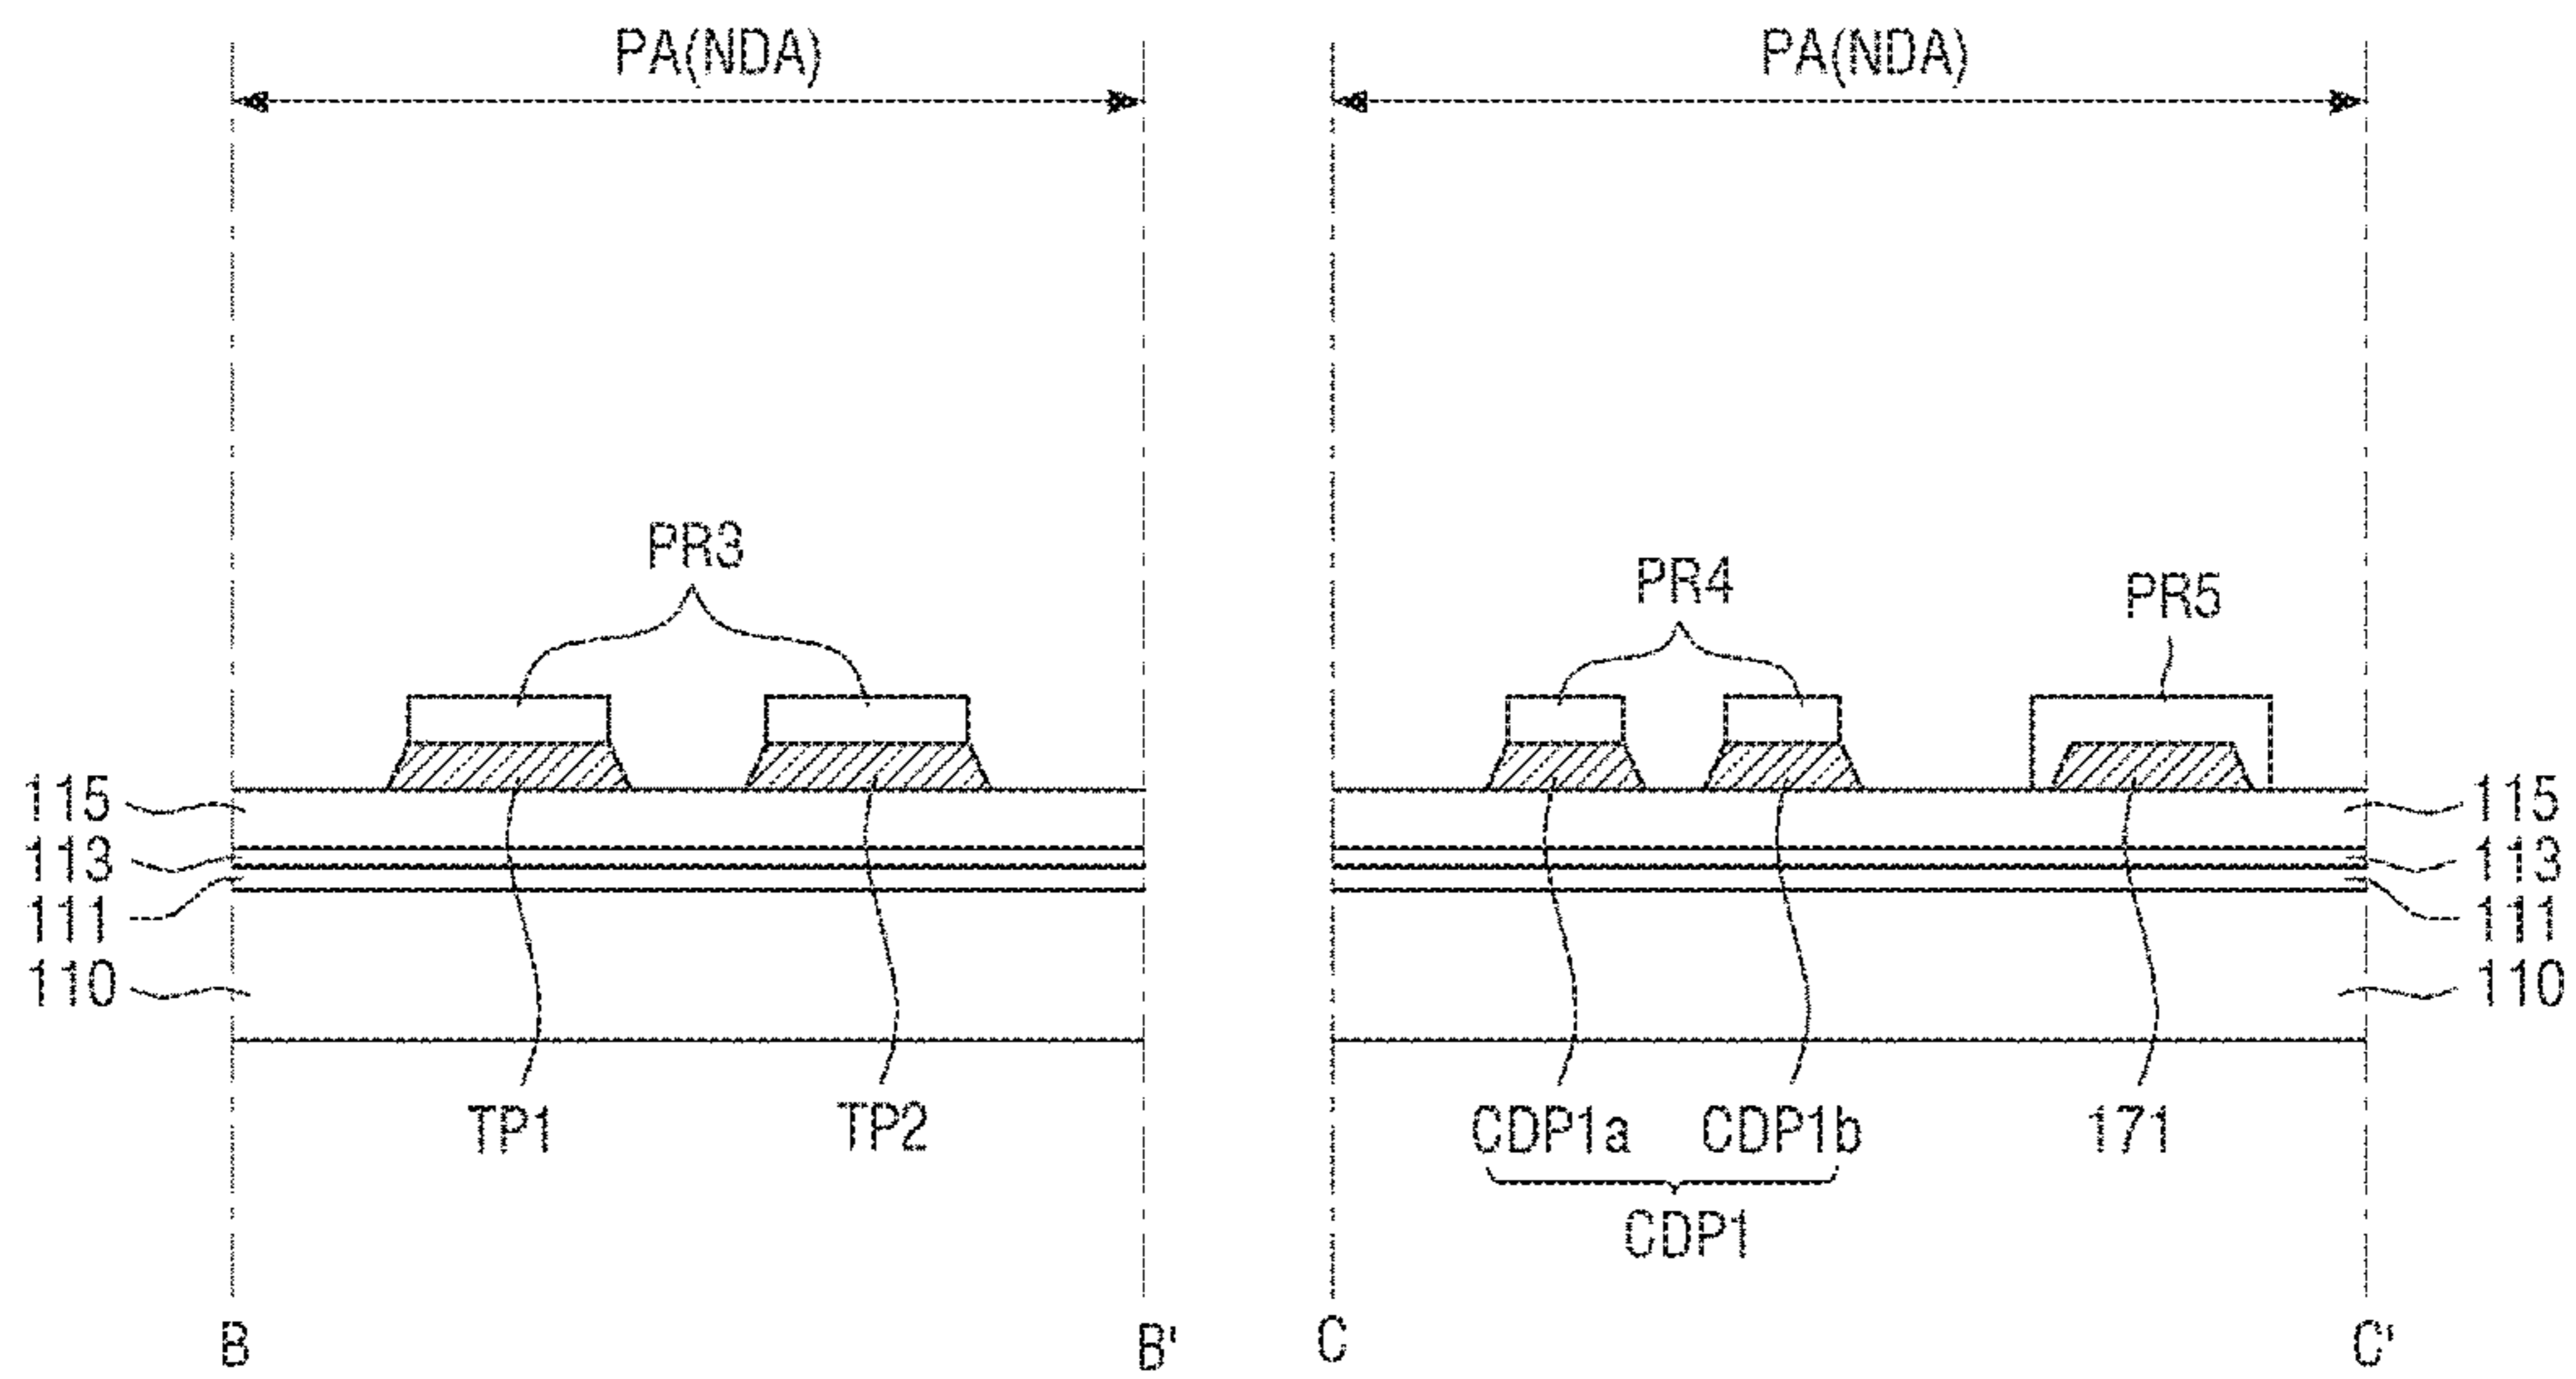 PA(NDA) PA(NDA)
PR3 PR4 PR5
115 115
113 113
111 111
110 110
TP1 TP2 CDP1a CDP1b 171
CDP1
B B' C C'